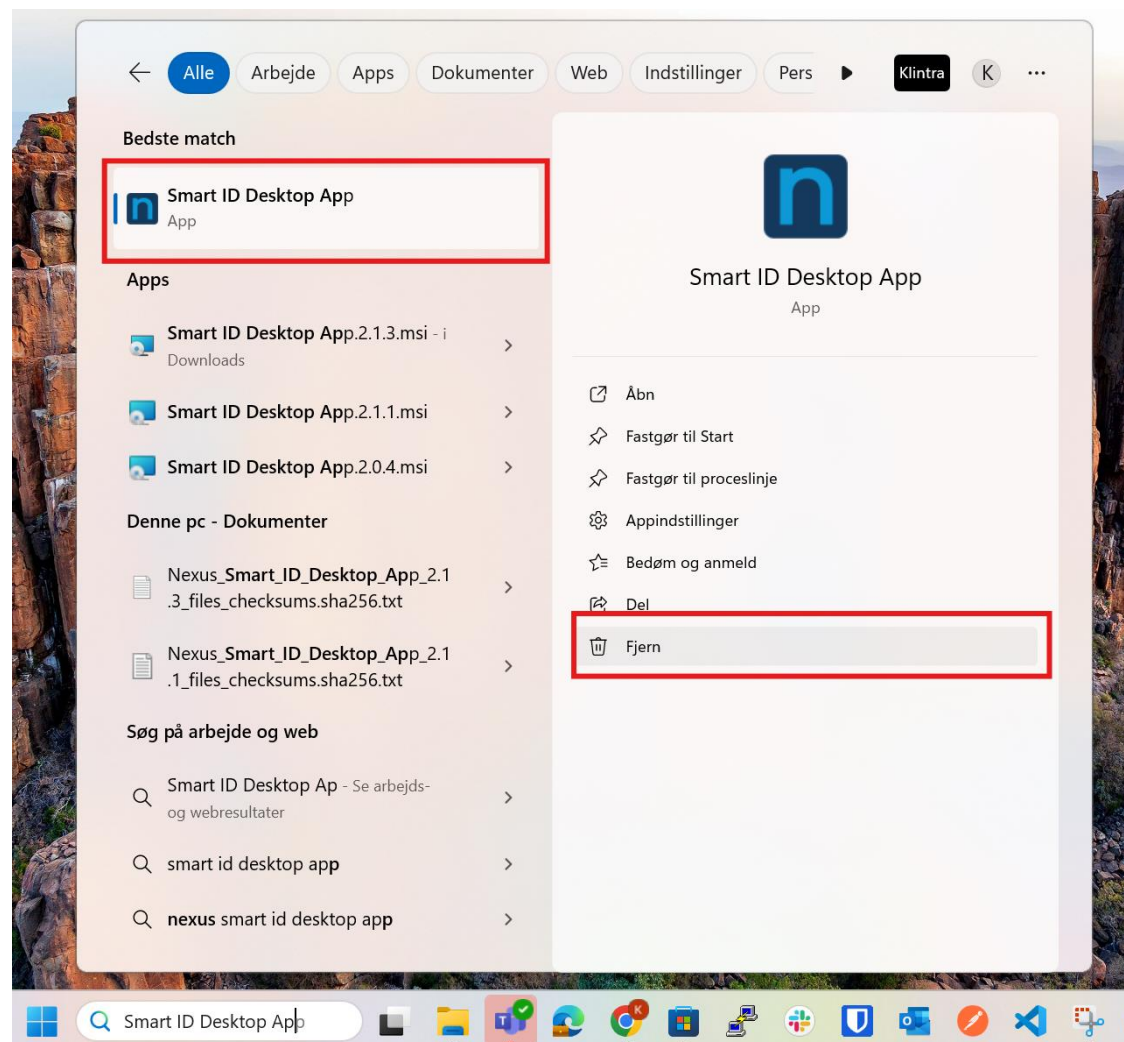 Alle
Arbejde
Apps
Dokumenter
Web
Indstillinger
Pers
Klintra
K
Bedste match
Smart ID Desktop App
App
Apps
Smart ID Desktop App.2.1.3.msi - i
Downloads
Smart ID Desktop App.2.1.1.msi
Smart ID Desktop App.2.0.4.msi
Denne pc - Dokumenter
Nexus_Smart_ID_Desktop_App_2.1
.3_files_checksums.sha256.txt
Nexus_Smart_ID_Desktop_App_2.1
.1_files_checksums.sha256.txt
Søg på arbejde og web
Smart ID Desktop Ap - Se arbejds-
og webresultater
smart id desktop app
nexus smart id desktop app
n
Smart ID Desktop App
App
Åbn
Fastgør til Start
Fastgør til proceslinje
Appindstillinger
Bedøm og anmeld
Del
Fjern
Smart ID Desktop App